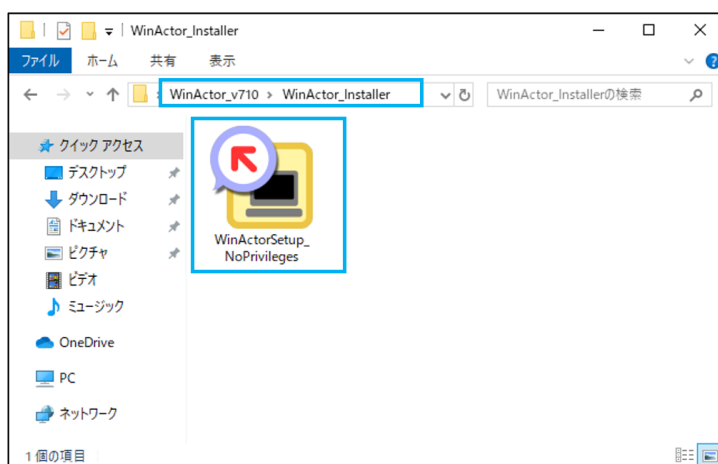 WinActor_Installer
ファイル ホーム 共有 表示
WinActor_v710 > WinActor_Installer
WinActor_Installerの検索
クイック アクセス
デスクトップ
ダウンロード
ドキュメント
ピクチャ
ビデオ
ミュージック
OneDrive
PC
ネットワーク
WinActorSetup_
NoPrivileges
1 個の項目